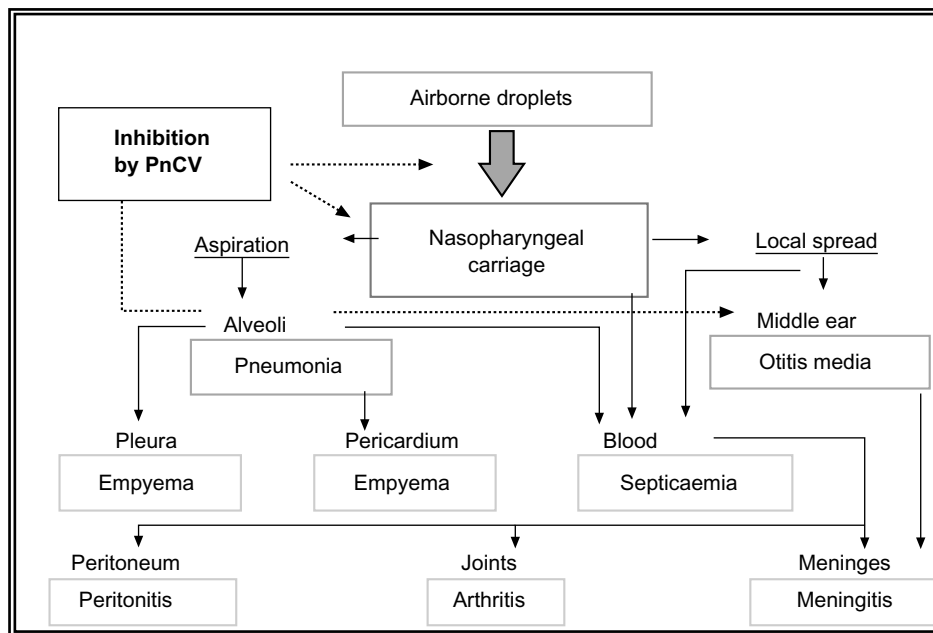 Airborne droplets
Inhibition
by PnCV
Nasopharyngeal
carriage
Aspiration
Local spread
Alveoli
Middle ear
Pneumonia
Otitis media
Pleura
Pericardium
Blood
Empyema
Empyema
Septicaemia
Peritoneum
Joints
Meninges
Peritonitis
Arthritis
Meningitis